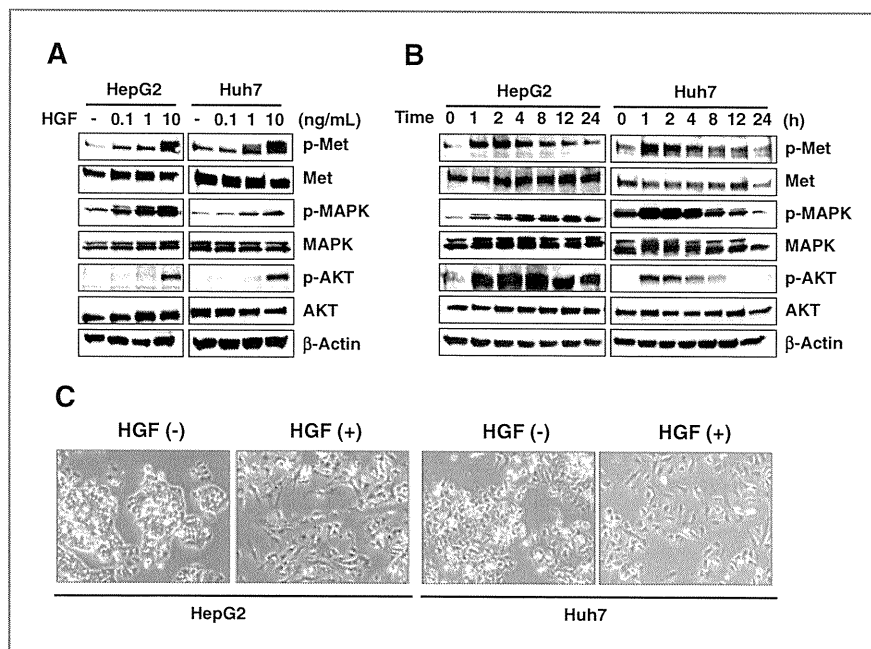 A
HepG2 Huh7
HGF - 0.1 1 10 - 0.1 1 10 (ng/mL)
p-Met
Met
p-MAPK
MAPK
p-AKT
AKT
β-Actin
B
HepG2 Huh7
Time 0 1 2 4 8 12 24 0 1 2 4 8 12 24 (h)
p-Met
Met
p-MAPK
MAPK
p-AKT
AKT
β-Actin
C
HGF (-) HGF (+) HGF (-) HGF (+)
HepG2 Huh7